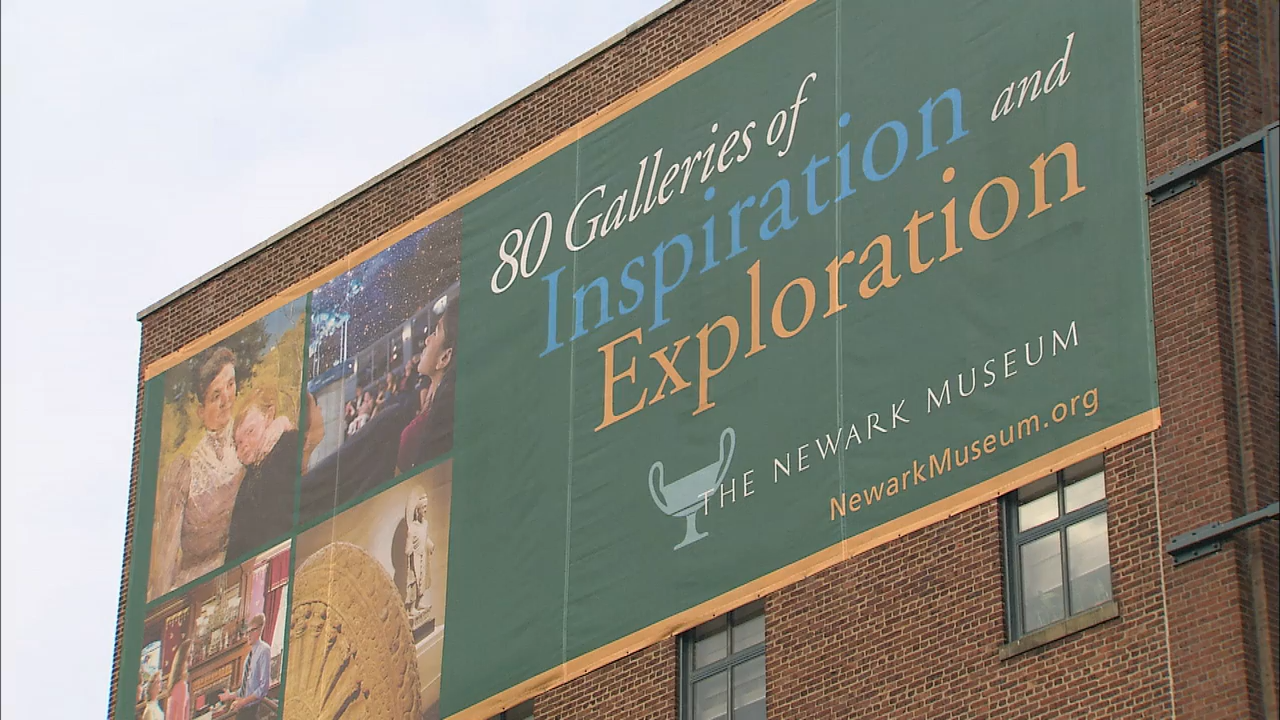 80 Galleries of
Inspiration and
Exploration
THE NEWARK MUSEUM
NewarkMuseum.org